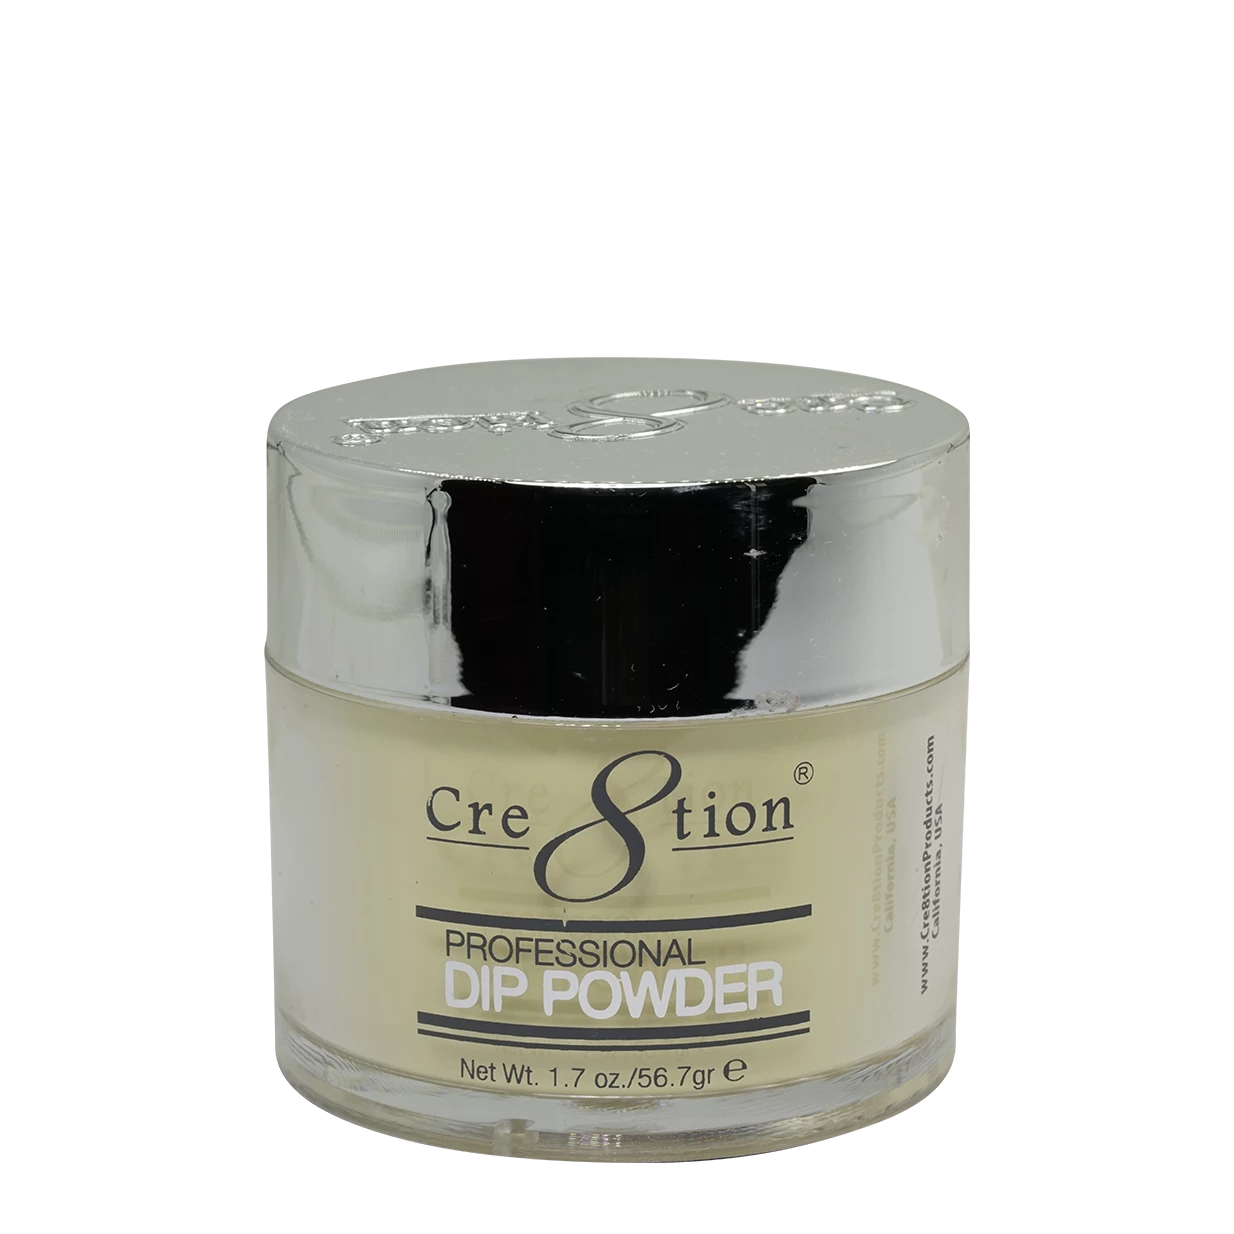 Cre8tion®
PROFESSIONAL
DIP POWDER
Net Wt. 1.7 oz./56.7gr ℮
www.Cre8tionProducts.com
California, USA